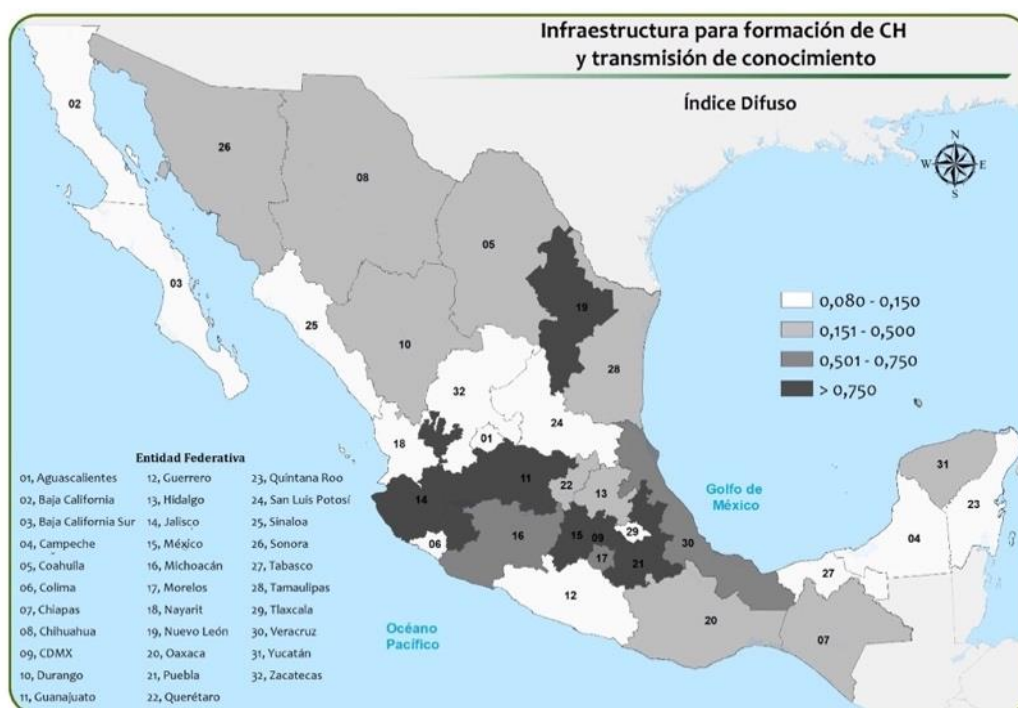 Infraestructura para formación de CH
y transmisión de conocimiento
Índice Difuso
N
W
E
S
02
26
08
05
03
25
10
19
28
32
24
18
01
11
22
13
14
06
16
15
09
29
17
21
30
12
20
07
27
04
23
31
0,080 - 0,150
0,151 - 0,500
0,501 - 0,750
> 0,750
Golfo de
México
Océano
Pacífico
Entidad Federativa
01, Aguascalientes
02, Baja California
03, Baja California Sur
04, Campeche
05, Coahuila
06, Colima
07, Chiapas
08, Chihuahua
09, CDMX
10, Durango
11, Guanajuato
12, Guerrero
13, Hidalgo
14, Jalisco
15, México
16, Michoacán
17, Morelos
18, Nayarit
19, Nuevo León
20, Oaxaca
21, Puebla
22, Querétaro
23, Quintana Roo
24, San Luis Potosí
25, Sinaloa
26, Sonora
27, Tabasco
28, Tamaulipas
29, Tlaxcala
30, Veracruz
31, Yucatán
32, Zacatecas